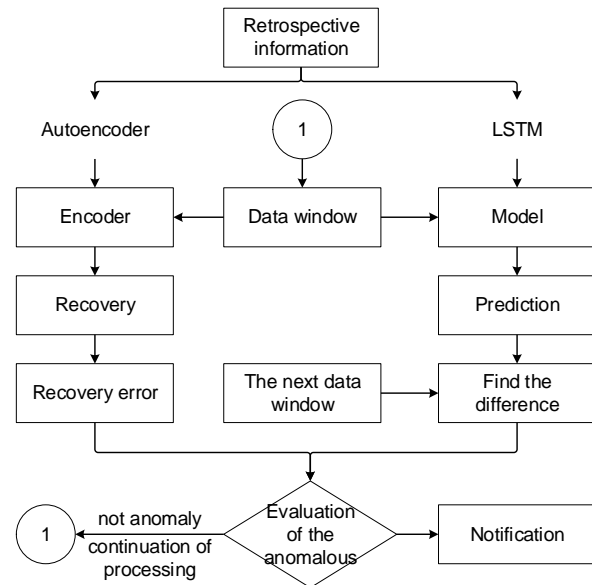 Retrospective
information
Autoencoder
1
LSTM
Encoder
Data window
Model
Recovery
Prediction
Recovery error
The next data
window
Find the
difference
1
not anomaly
continuation of
processing
Evaluation
of the
anomalous
Notification